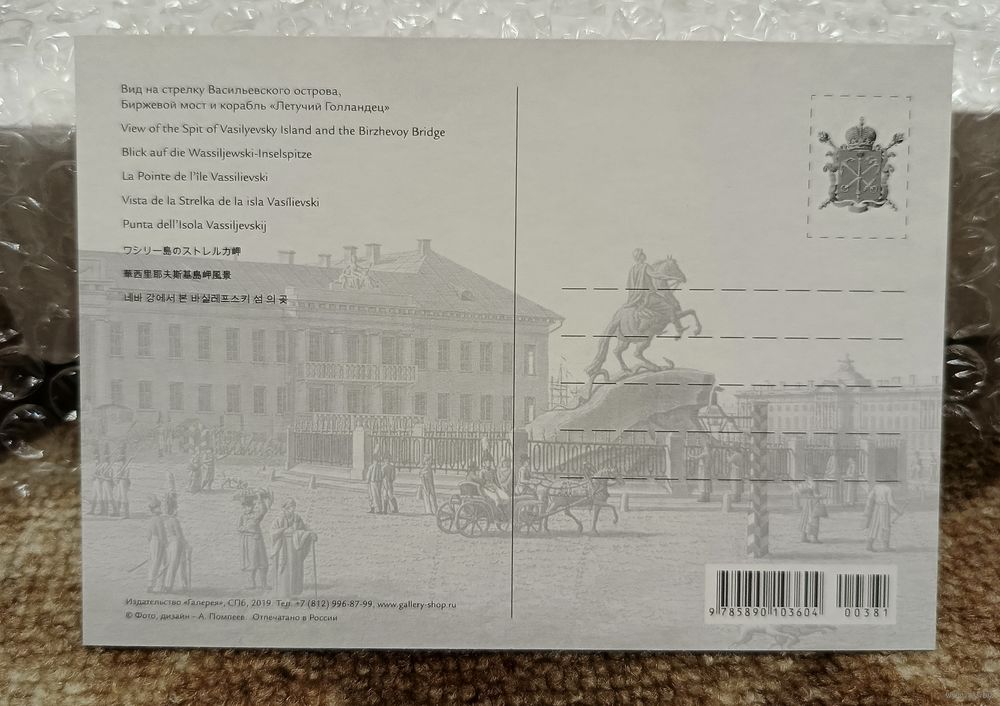 Вид на стрелку Васильевского острова,
Биржевой мост и корабль «Летучий Голландец»
View of the Spit of Vasilyevsky Island and the Birzhevoy Bridge
Blick auf die Wassiljewski-Inselspitze
La Pointe de l'île Vassilievski
Vista de la Strelka de la isla Vasílievski
Punta dell'Isola Vassiljevskij
ワシリー島のストレルカ岬
華西里耶夫斯基島岬風景
네바 강에서 본 바실레프스키 섬 의 곶
Издательство «Галерея», СПб, 2019. Тел. +7 (812) 996-87-99, www.gallery-shop.ru
© Фото, дизайн – А. Помпеев. Отпечатано в России
9 785890 103604 00381